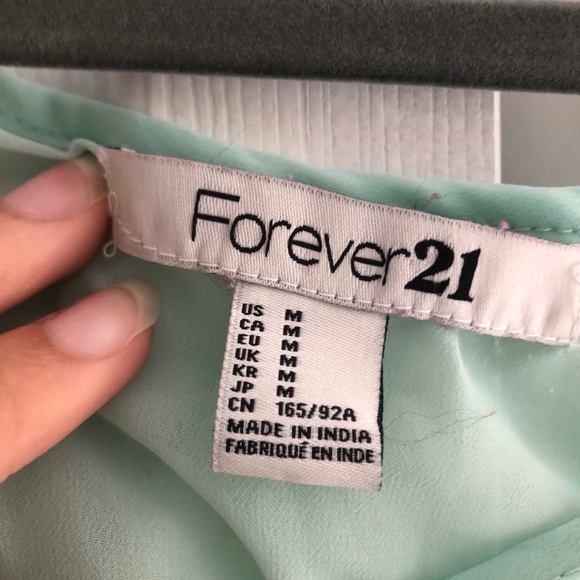 Forever21
US M
CA M
EU M
UK M
KR M
JP M
CN 165/92A
MADE IN INDIA
FABRIQUÉ EN INDE